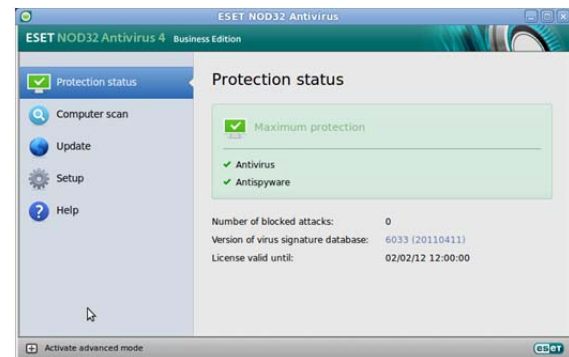 ESET NOD32 Antivirus
ESET NOD32 Antivirus 4 Business Edition
Protection status
Computer scan
Update
Setup
Help
Protection status
Maximum protection
Antivirus
Antispyware
Number of blocked attacks: 0
Version of virus signature database: 6033 (20110411)
License valid until: 02/02/12 12:00:00
Activate advanced mode
eset